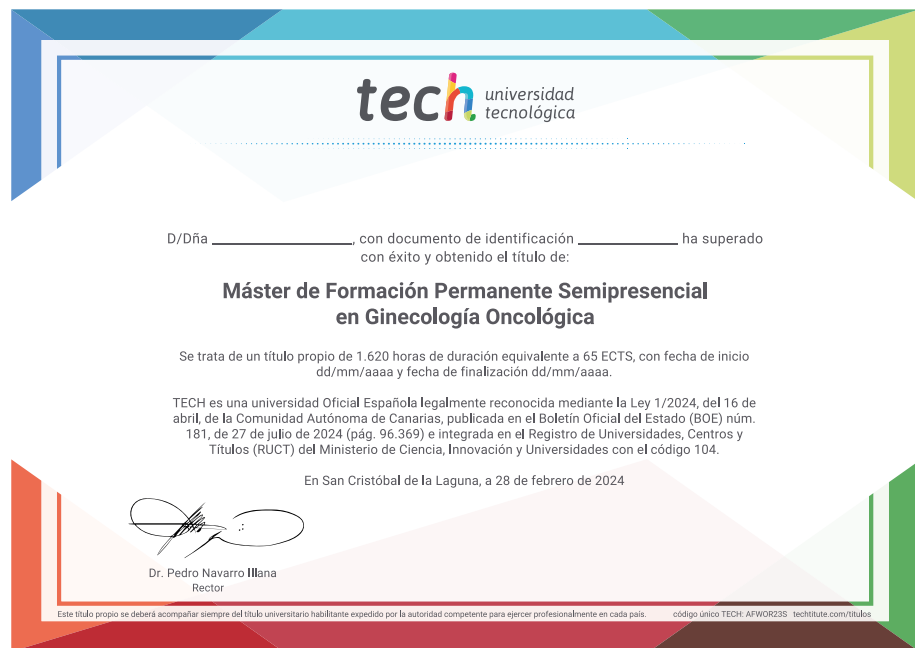 tech universidad
tecnológica
D/Dña ____________________, con documento de identificación __________ ha superado
con éxito y obtenido el título de:
Máster de Formación Permanente Semipresencial
en Ginecología Oncológica
Se trata de un título propio de 1.620 horas de duración equivalente a 65 ECTS, con fecha de inicio
dd/mm/aaaa y fecha de finalización dd/mm/aaaa.
TECH es una universidad Oficial Española legalmente reconocida mediante la Ley 1/2024, del 16 de
abril, de la Comunidad Autónoma de Canarias, publicada en el Boletín Oficial del Estado (BOE) núm.
181, de 27 de julio de 2024 (pág. 96.369) e integrada en el Registro de Universidades, Centros y
Títulos (RUCT) del Ministerio de Ciencia, Innovación y Universidades con el código 104.
En San Cristóbal de la Laguna, a 28 de febrero de 2024
Dr. Pedro Navarro Illana
Rector
Este título propio se deberá acompañar siempre del título universitario habilitante expedido por la autoridad competente para ejercer profesionalmente en cada país. código único TECH: AFWOR23S techtitute.com/titulos